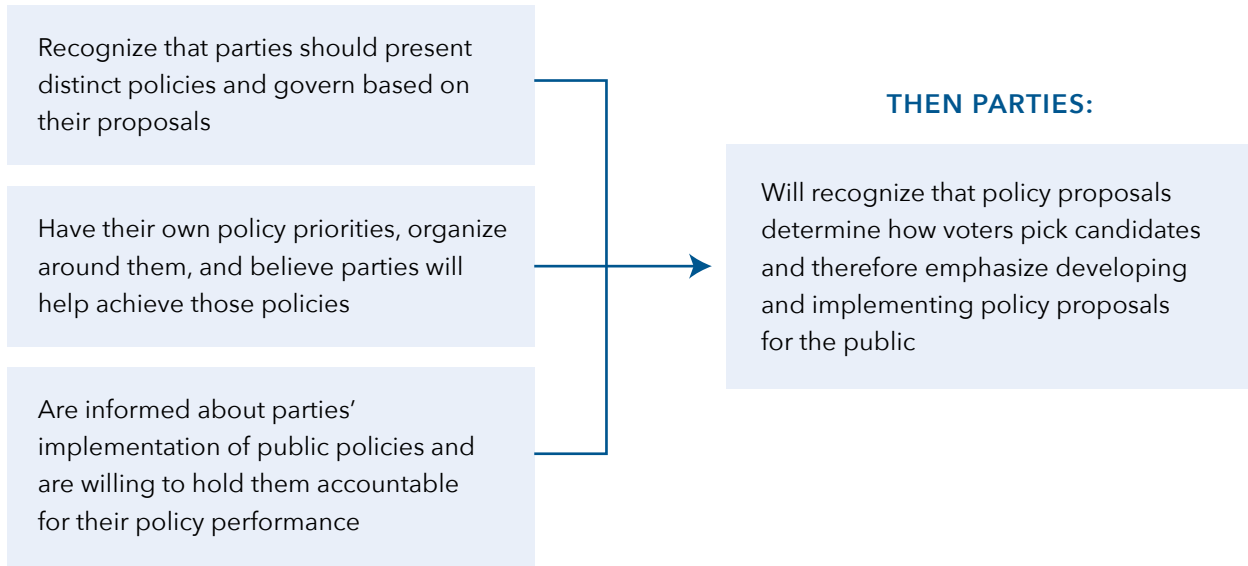 Recognize that parties should present
distinct policies and govern based on
their proposals
Have their own policy priorities, organize
around them, and believe parties will
help achieve those policies
Are informed about parties’
implementation of public policies and
are willing to hold them accountable
for their policy performance
THEN PARTIES:
Will recognize that policy proposals
determine how voters pick candidates
and therefore emphasize developing
and implementing policy proposals
for the public